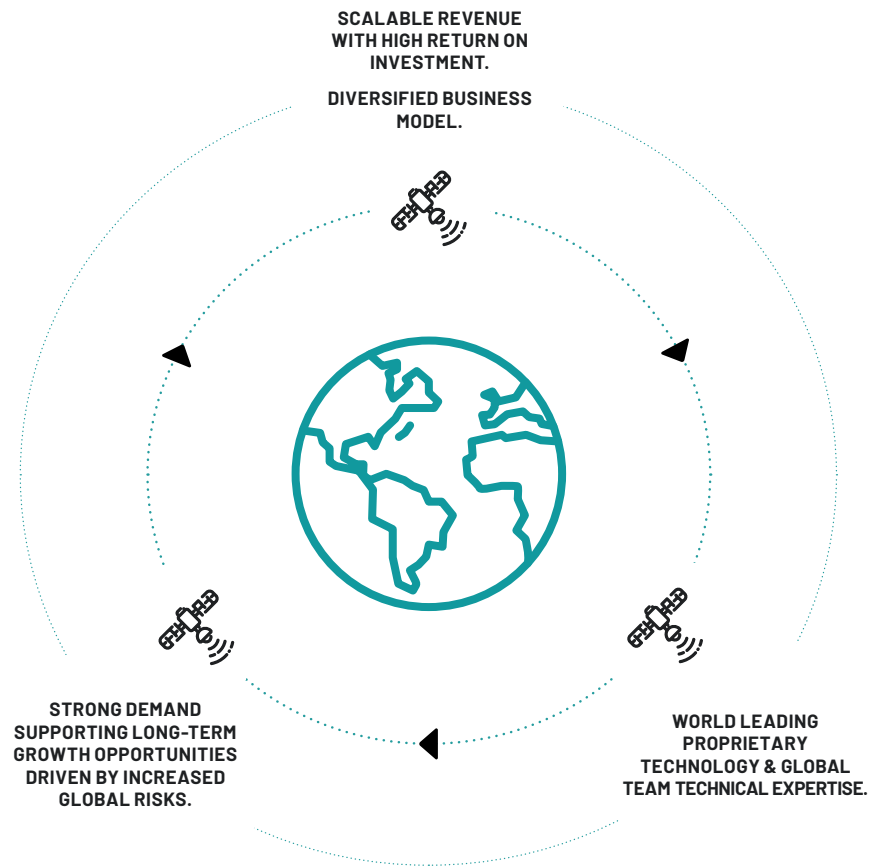 SCALABLE REVENUE
WITH HIGH RETURN ON
INVESTMENT.
DIVERSIFIED BUSINESS
MODEL.
STRONG DEMAND
SUPPORTING LONG-TERM
GROWTH OPPORTUNITIES
DRIVEN BY INCREASED
GLOBAL RISKS.
WORLD LEADING
PROPRIETARY
TECHNOLOGY & GLOBAL
TEAM TECHNICAL EXPERTISE.